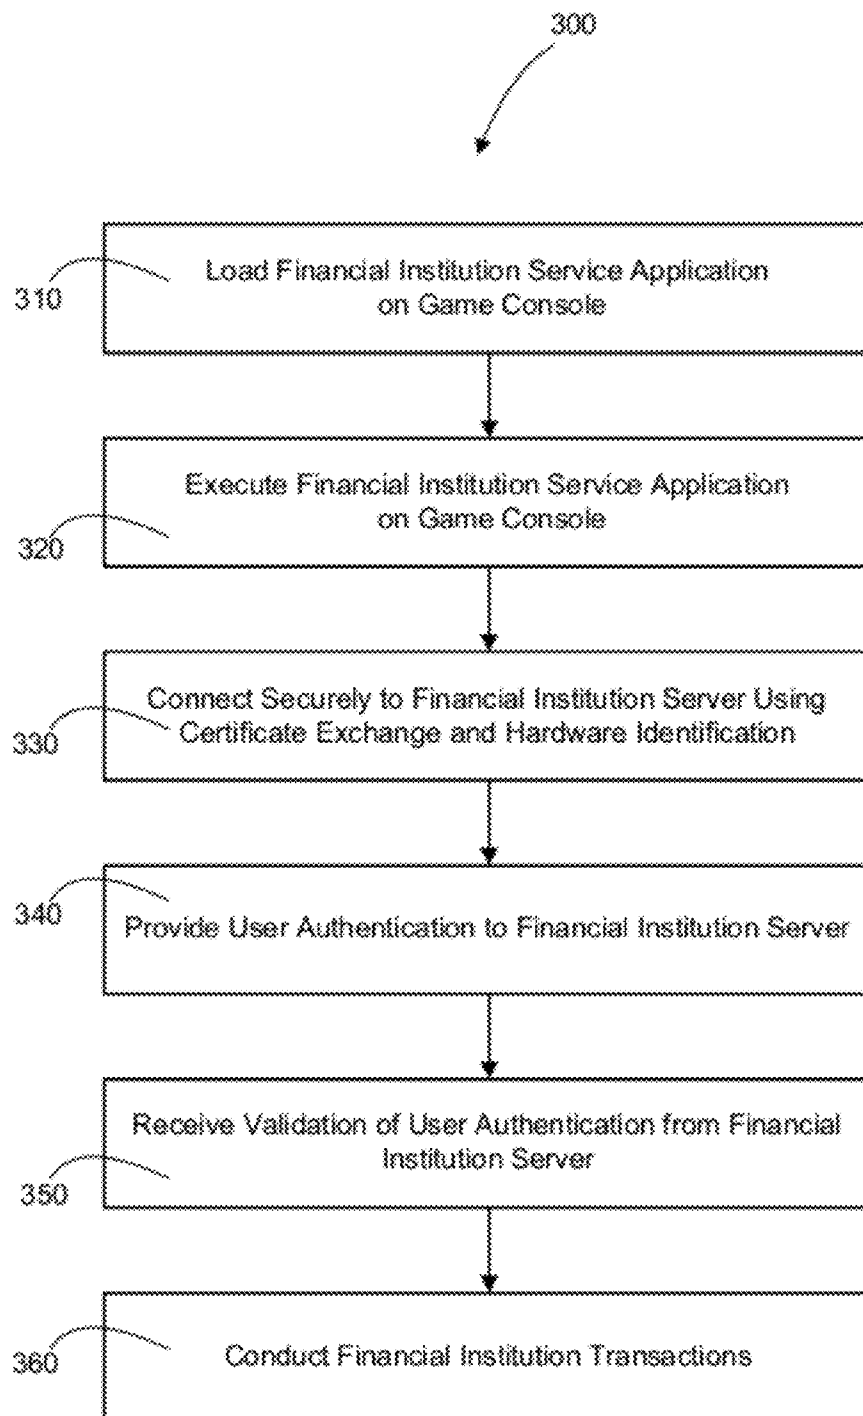 300
310
Load Financial Institution Service Application
on Game Console
320
Execute Financial Institution Service Application
on Game Console
330
Connect Securely to Financial Institution Server Using
Certificate Exchange and Hardware Identification
340
Provide User Authentication to Financial Institution Server
350
Receive Validation of User Authentication from Financial
Institution Server
360
Conduct Financial Institution Transactions